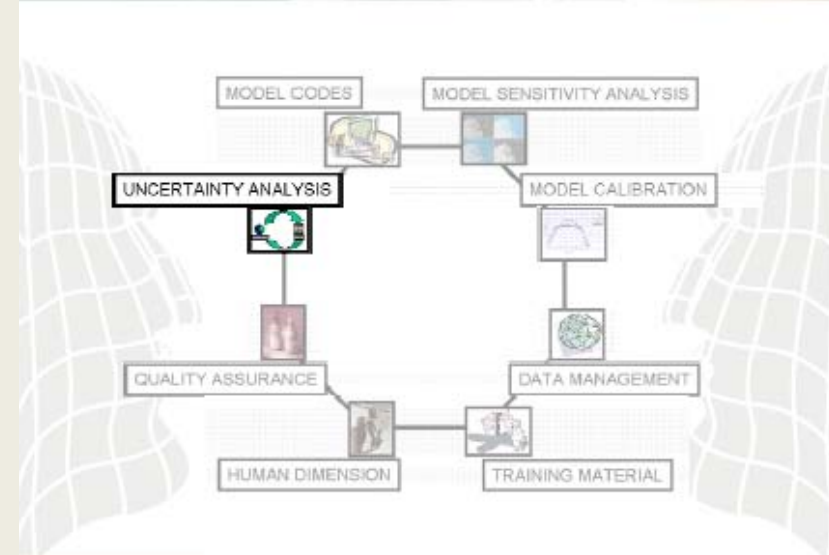 MODEL CODES
MODEL SENSITIVITY ANALYSIS
UNCERTAINTY ANALYSIS
MODEL CALIBRATION
QUALITY ASSURANCE
DATA MANAGEMENT
HUMAN DIMENSION
TRAINING MATERIAL